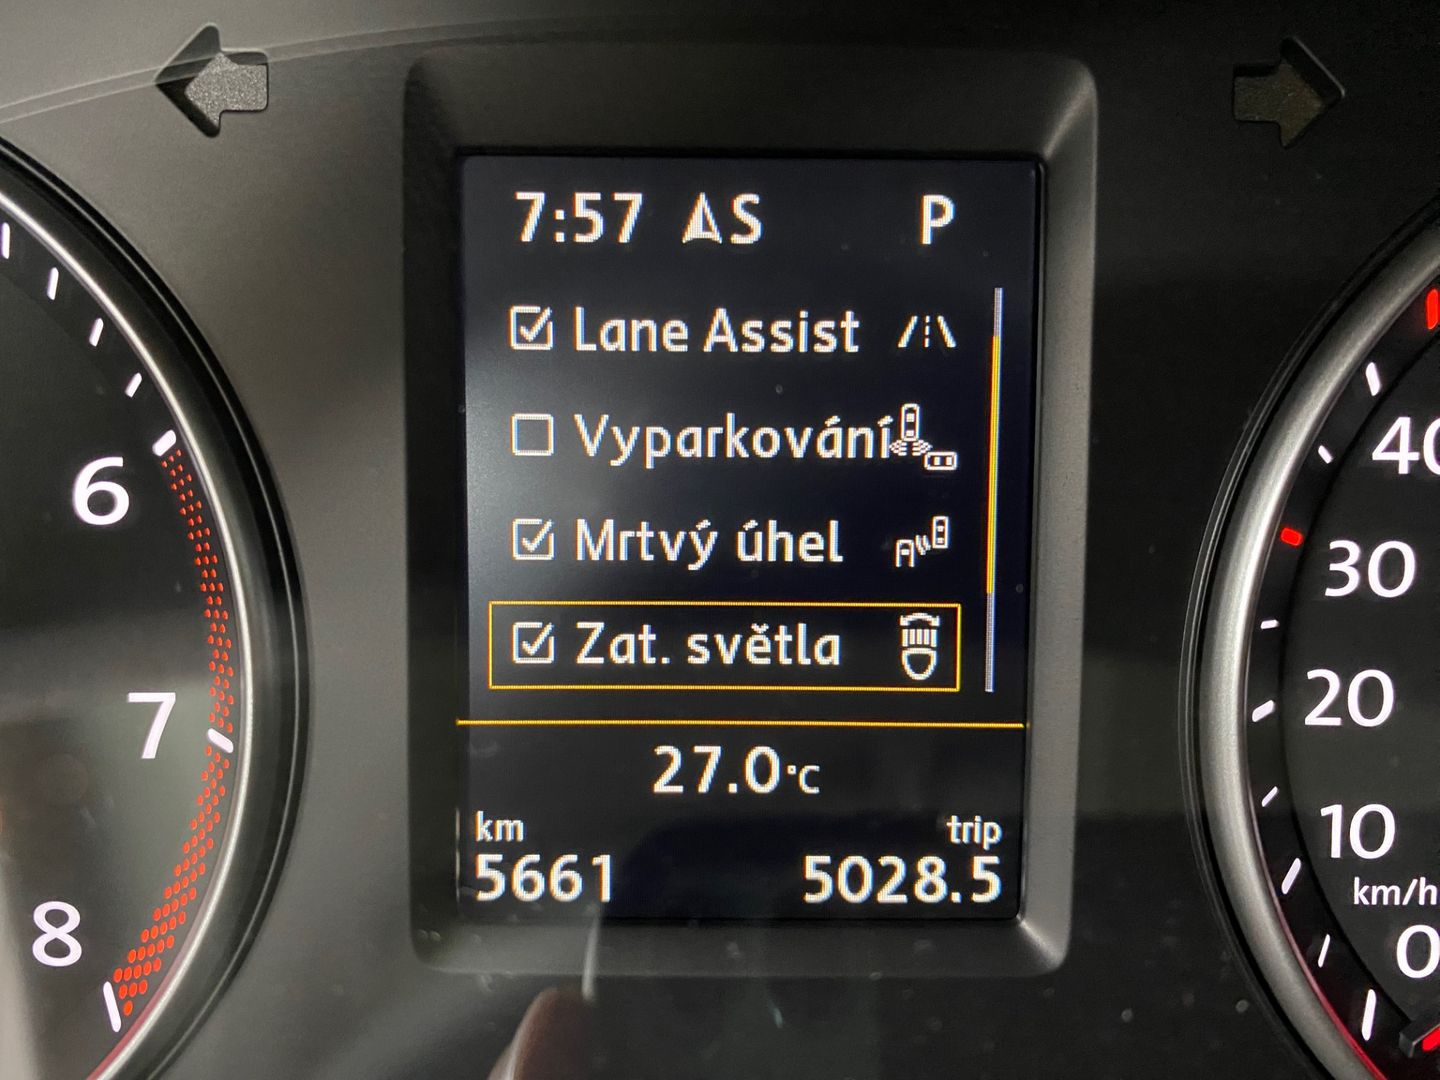 7:57 S P
Lane Assist
Vyparkování
Mrtvý úhel
Zat. světla
27.0°C
km trip
5661 5028.5
6
7
8
40
30
20
10
km/h
0